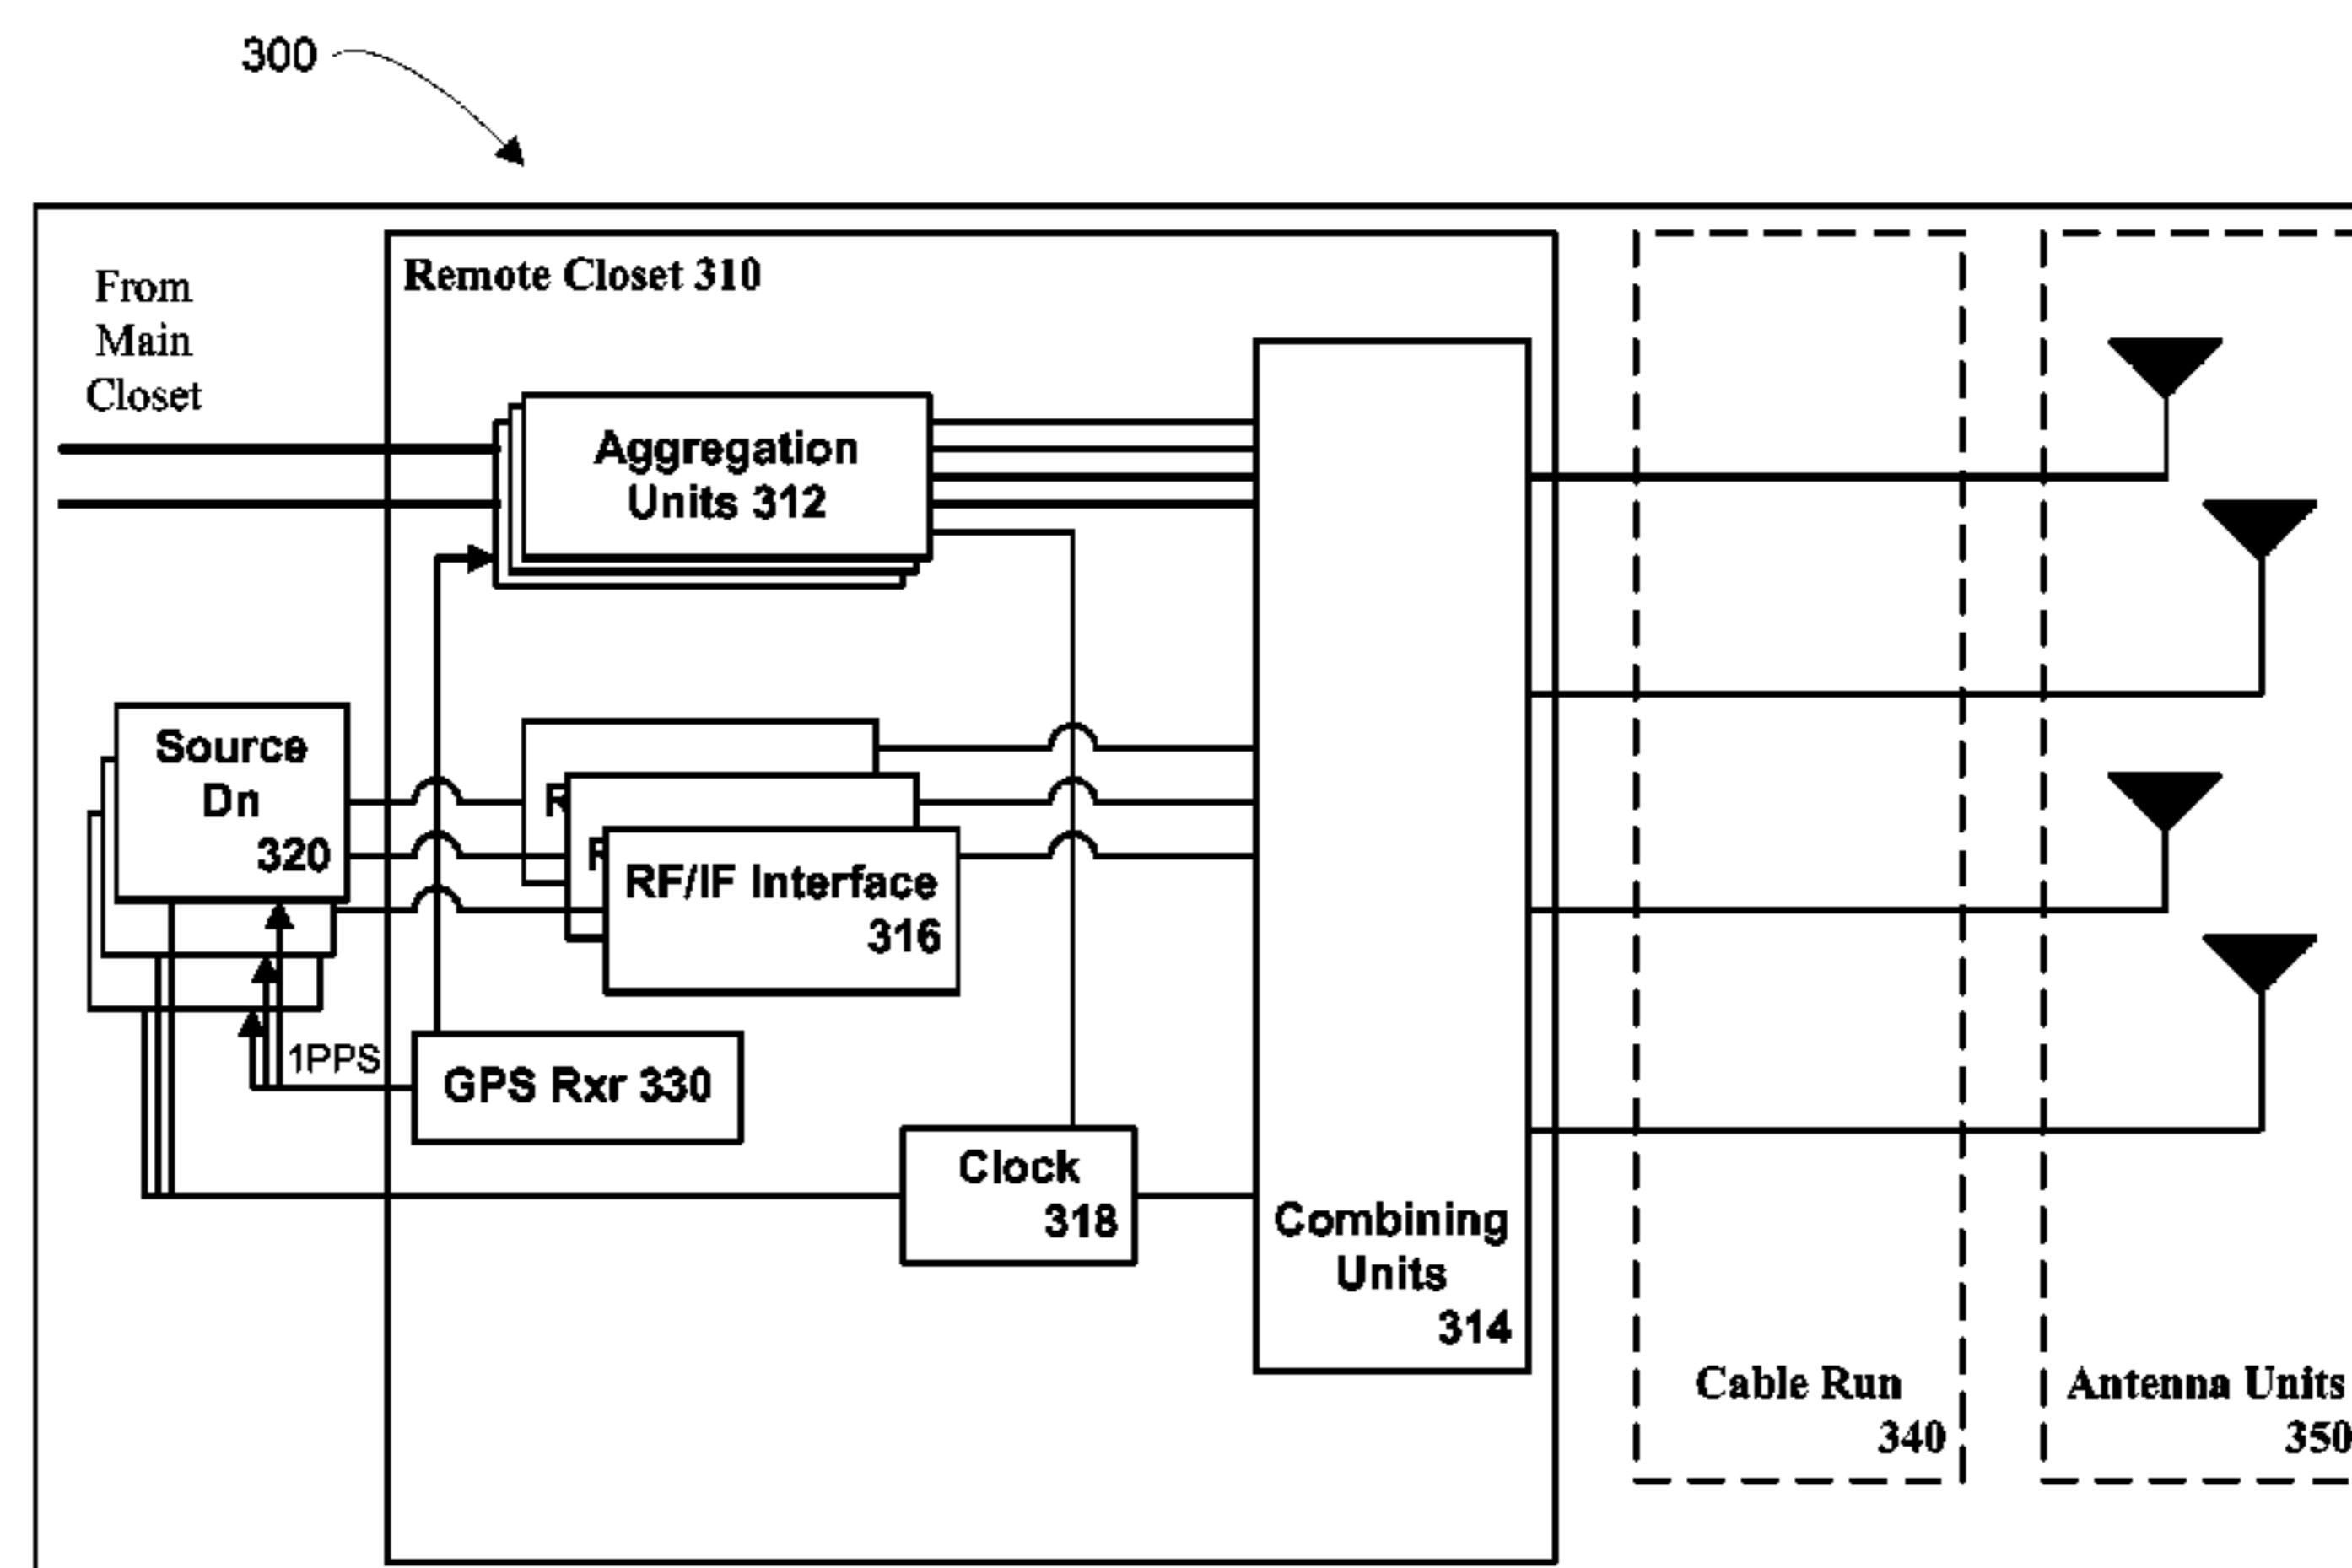 300
From
Main
Closet
Remote Closet 310
Aggregation
Units 312
Source
Dn
320
R
R
RF/IF Interface
316
1PPS
GPS Rxr 330
Clock
318
Combining
Units
314
Cable Run
340
Antenna Units
350